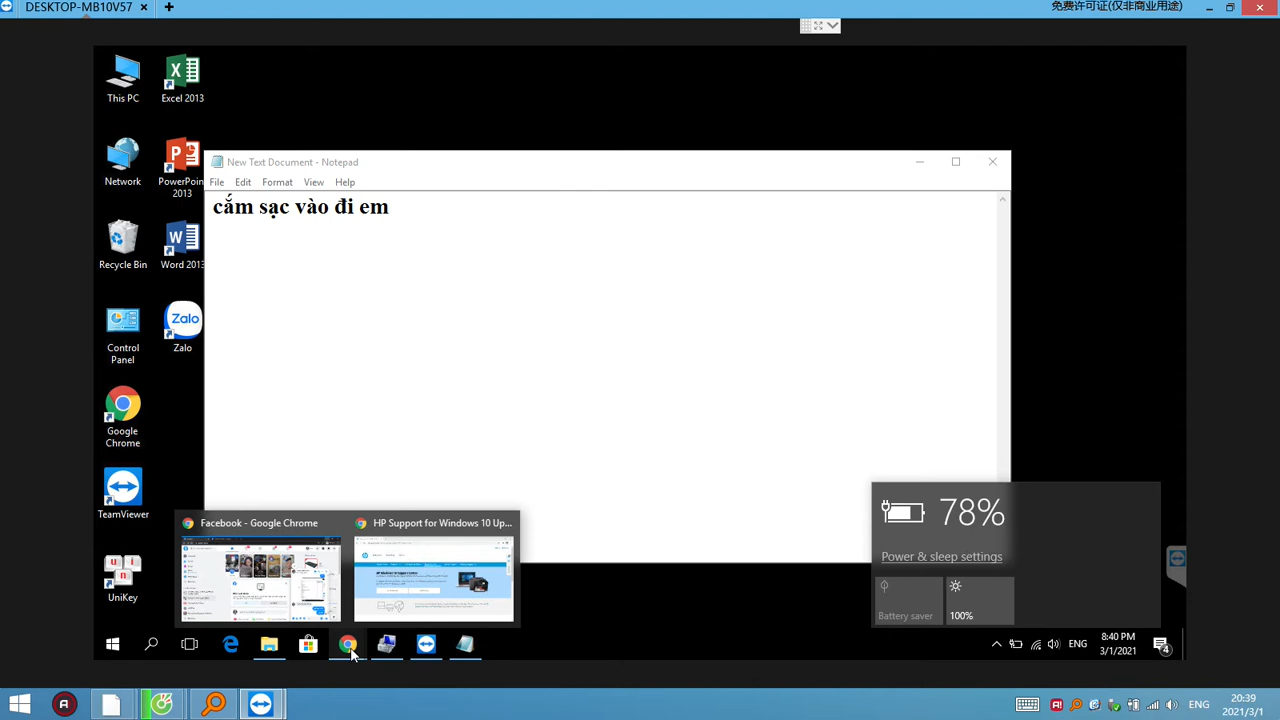 DESKTOP-MB10V57
免费许可证(仅非商业用途)
This PC
Excel 2013
Network
PowerPoin
2013
Recycle Bin
Word 2013
Control
Panel
Zalo
Zalo
Google
Chrome
TeamViewer
UniKey
New Text Document - Notepad
File Edit Format View Help
cắm sạc vào đi em
Facebook - Google Chrome
HP Support for Windows 10 Up...
78%
Power & sleep settings
Battery saver
100%
ENG
8:40 PM
3/1/2021
4
ENG
20:39
2021/3/1